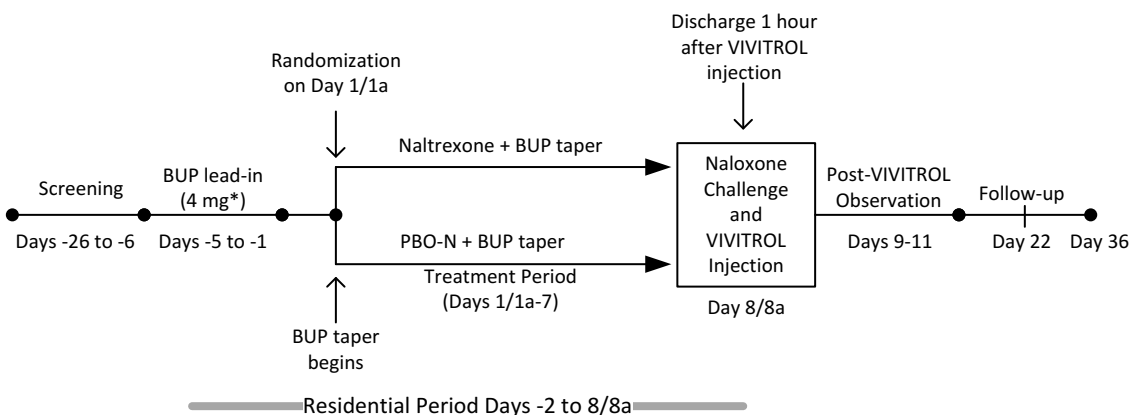 Discharge 1 hour
after VIVITROL
injection
Randomization
on Day 1/1a
Naltrexone + BUP taper
Screening
BUP lead-in
(4 mg*)
Days -26 to -6
Days -5 to -1
PBO-N + BUP taper
Treatment Period
(Days 1/1a-7)
BUP taper
begins
Naloxone
Challenge
and
VIVITROL
Injection
Day 8/8a
Post-VIVITROL
Observation
Days 9-11
Follow-up
Day 22
Day 36
Residential Period Days -2 to 8/8a